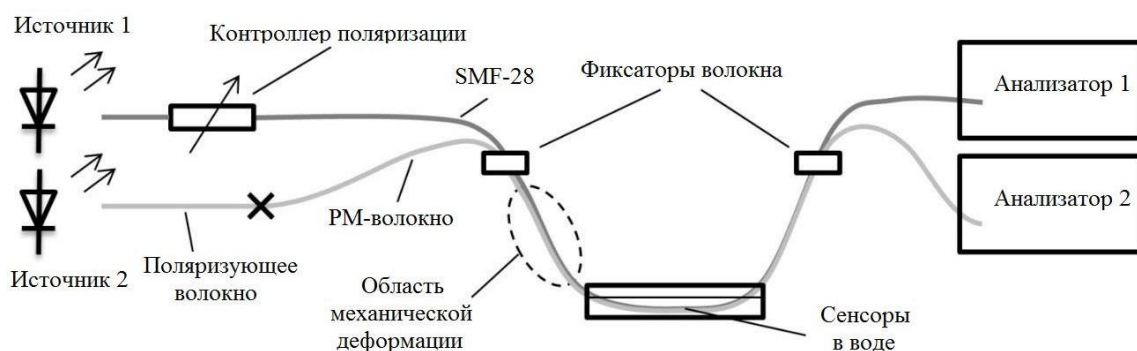 Источник 1
Контроллер поляризации
SMF-28
Фиксаторы волокна
Анализатор 1
Анализатор 2
PM-волокно
Источник 2
Поляризующее
волокно
Область
механической
деформации
Сенсоры
в воде